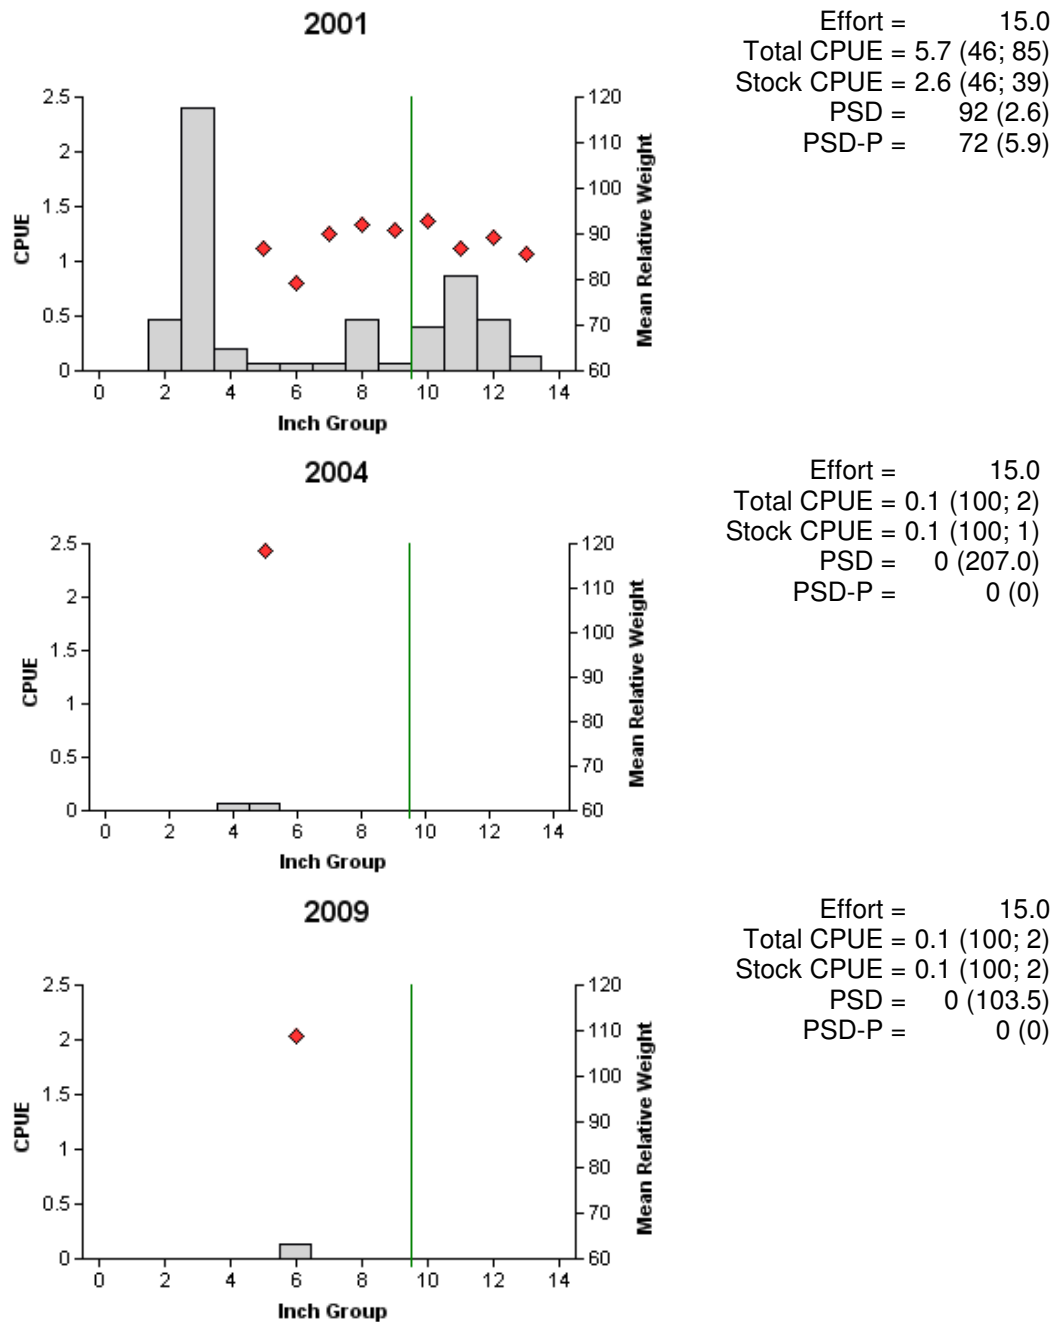 2001
Effort = 15.0
Total CPUE = 5.7 (46; 85)
Stock CPUE = 2.6 (46; 39)
PSD = 92 (2.6)
PSD-P = 72 (5.9)
2.5
2
1.5
1
0.5
0
CPUE
120
110
100
90
80
70
60
Mean Relative Weight
0 2 4 6 8 10 12 14
Inch Group
2004
Effort = 15.0
Total CPUE = 0.1 (100; 2)
Stock CPUE = 0.1 (100; 1)
PSD = 0 (207.0)
PSD-P = 0 (0)
2.5
2
1.5
1
0.5
0
CPUE
120
110
100
90
80
70
60
Mean Relative Weight
0 2 4 6 8 10 12 14
Inch Group
2009
Effort = 15.0
Total CPUE = 0.1 (100; 2)
Stock CPUE = 0.1 (100; 2)
PSD = 0 (103.5)
PSD-P = 0 (0)
2.5
2
1.5
1
0.5
0
CPUE
120
110
100
90
80
70
60
Mean Relative Weight
0 2 4 6 8 10 12 14
Inch Group